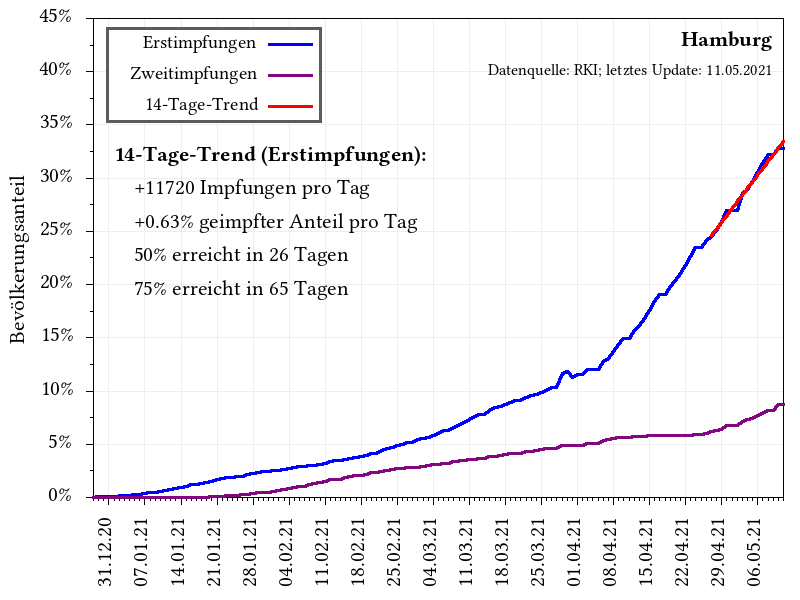 45%
40%
35%
30%
25%
20%
15%
10%
5%
0%
Bevölkerungsanteil
Erstimpfungen
Zweitimpfungen
14-Tage-Trend
Hamburg
Datenquelle: RKI; letztes Update: 11.05.2021
14-Tage-Trend (Erstimpfungen):
+11720 Impfungen pro Tag
+0.63% geimpfter Anteil pro Tag
50% erreicht in 26 Tagen
75% erreicht in 65 Tagen
31.12.20
07.01.21
14.01.21
21.01.21
28.01.21
04.02.21
11.02.21
18.02.21
25.02.21
04.03.21
11.03.21
18.03.21
25.03.21
01.04.21
08.04.21
15.04.21
22.04.21
29.04.21
06.05.21